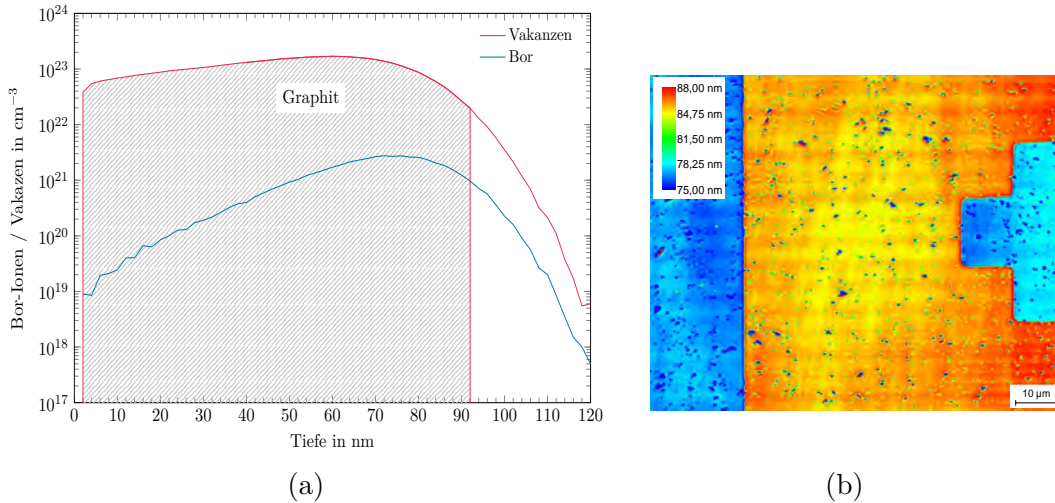 10^24
10^23
10^22
10^21
10^20
10^19
10^18
10^17
Bor-Ionen / Vakazen in cm^−3
Vakanzen
Bor
Graphit
0 10 20 30 40 50 60 70 80 90 100 110 120
Tiefe in nm
(a)
88,00 nm
84,75 nm
81,50 nm
78,25 nm
75,00 nm
10 µm
(b)